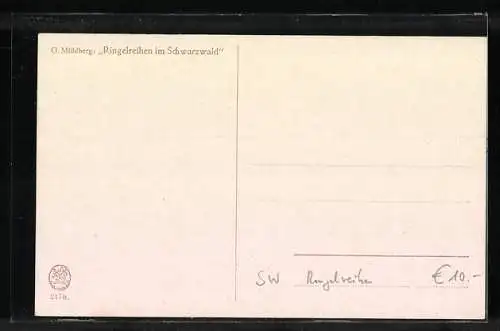 O. Mühlberg: „Ringelreihen im Schwarzwald“
SW Ringelreihe € 10.-